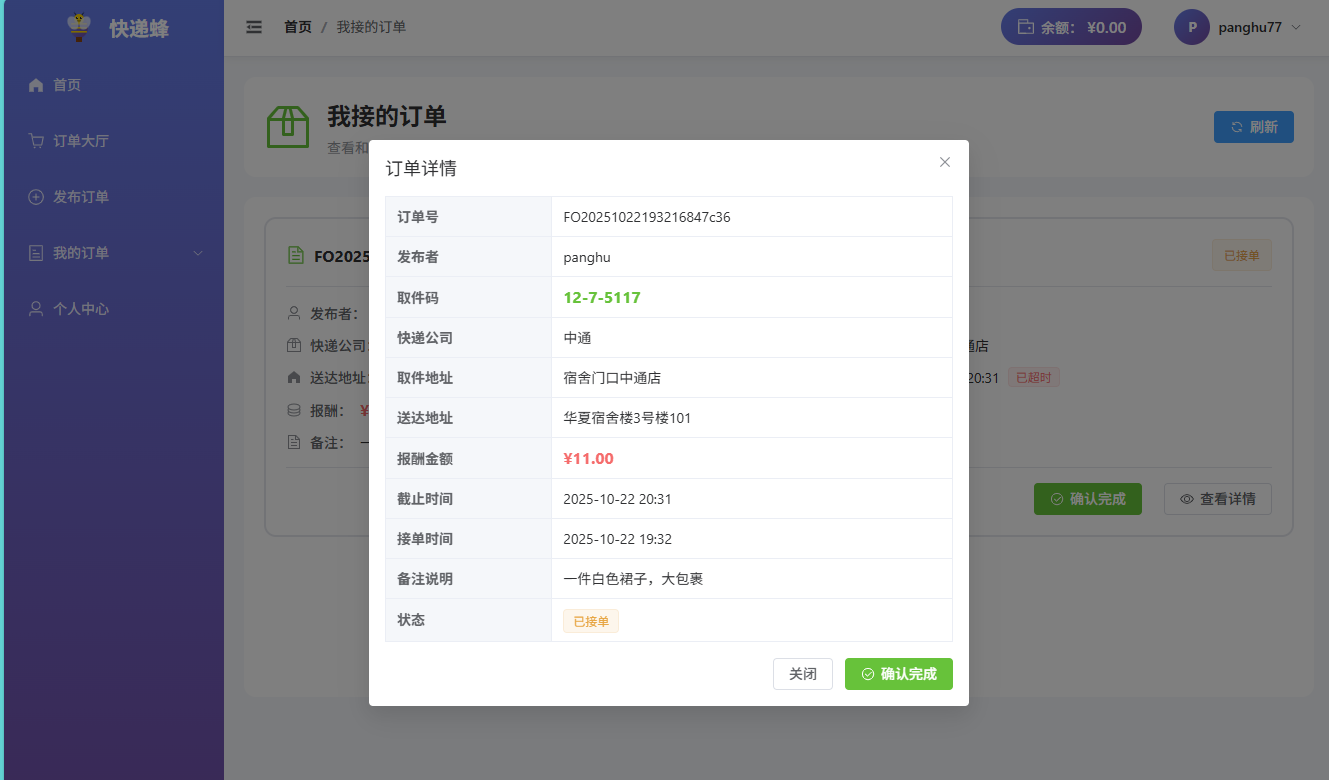 快递蜂
首页
订单大厅
发布订单
我的订单
个人中心
首页 / 我接的订单
余额： ¥0.00
P panghu77
我接的订单
查看和
刷新
FO2025
已接单
发布者：
快递公司:
通店
送达地址:
20:31 已超时
报酬： ¥
备注： 一
确认完成 查看详情
订单详情
订单号 FO20251022193216847c36
发布者 panghu
取件码 12-7-5117
快递公司 中通
取件地址 宿舍门口中通店
送达地址 华夏宿舍楼3号楼101
报酬金额 ¥11.00
截止时间 2025-10-22 20:31
接单时间 2025-10-22 19:32
备注说明 一件白色裙子，大包裹
状态 已接单
关闭 确认完成